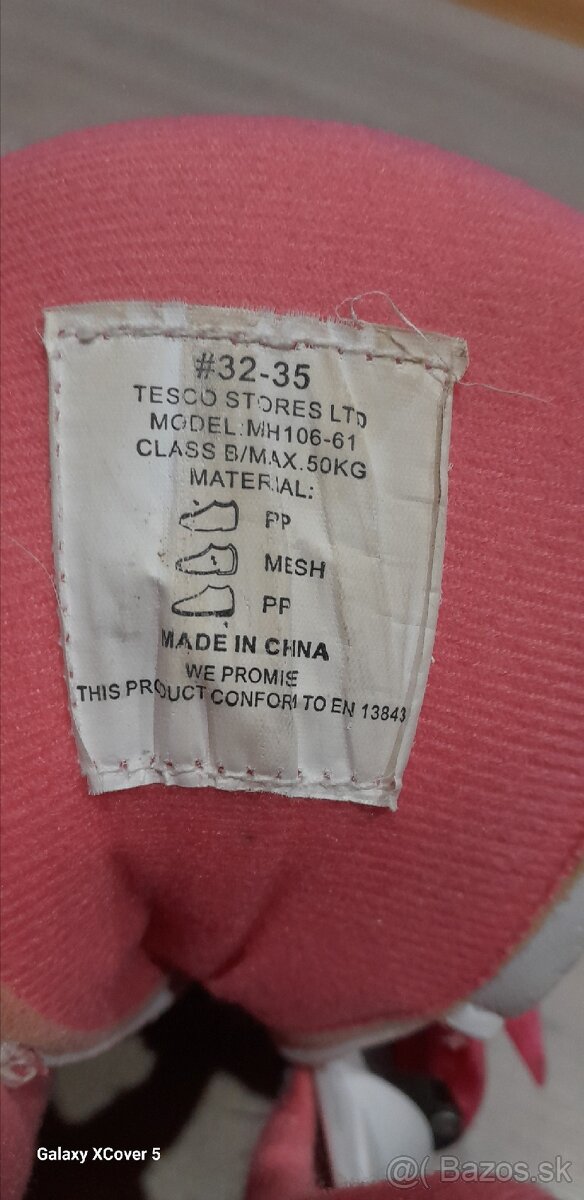 #32-35
TESCO STORES LTD
MODEL:MH106-61
CLASS B/MAX.50KG
MATERIAL:
PP
MESH
PP
MADE IN CHINA
WE PROMISE
THIS PRODUCT CONFORM TO EN 13843
Galaxy XCover 5
@( Bazos.sk